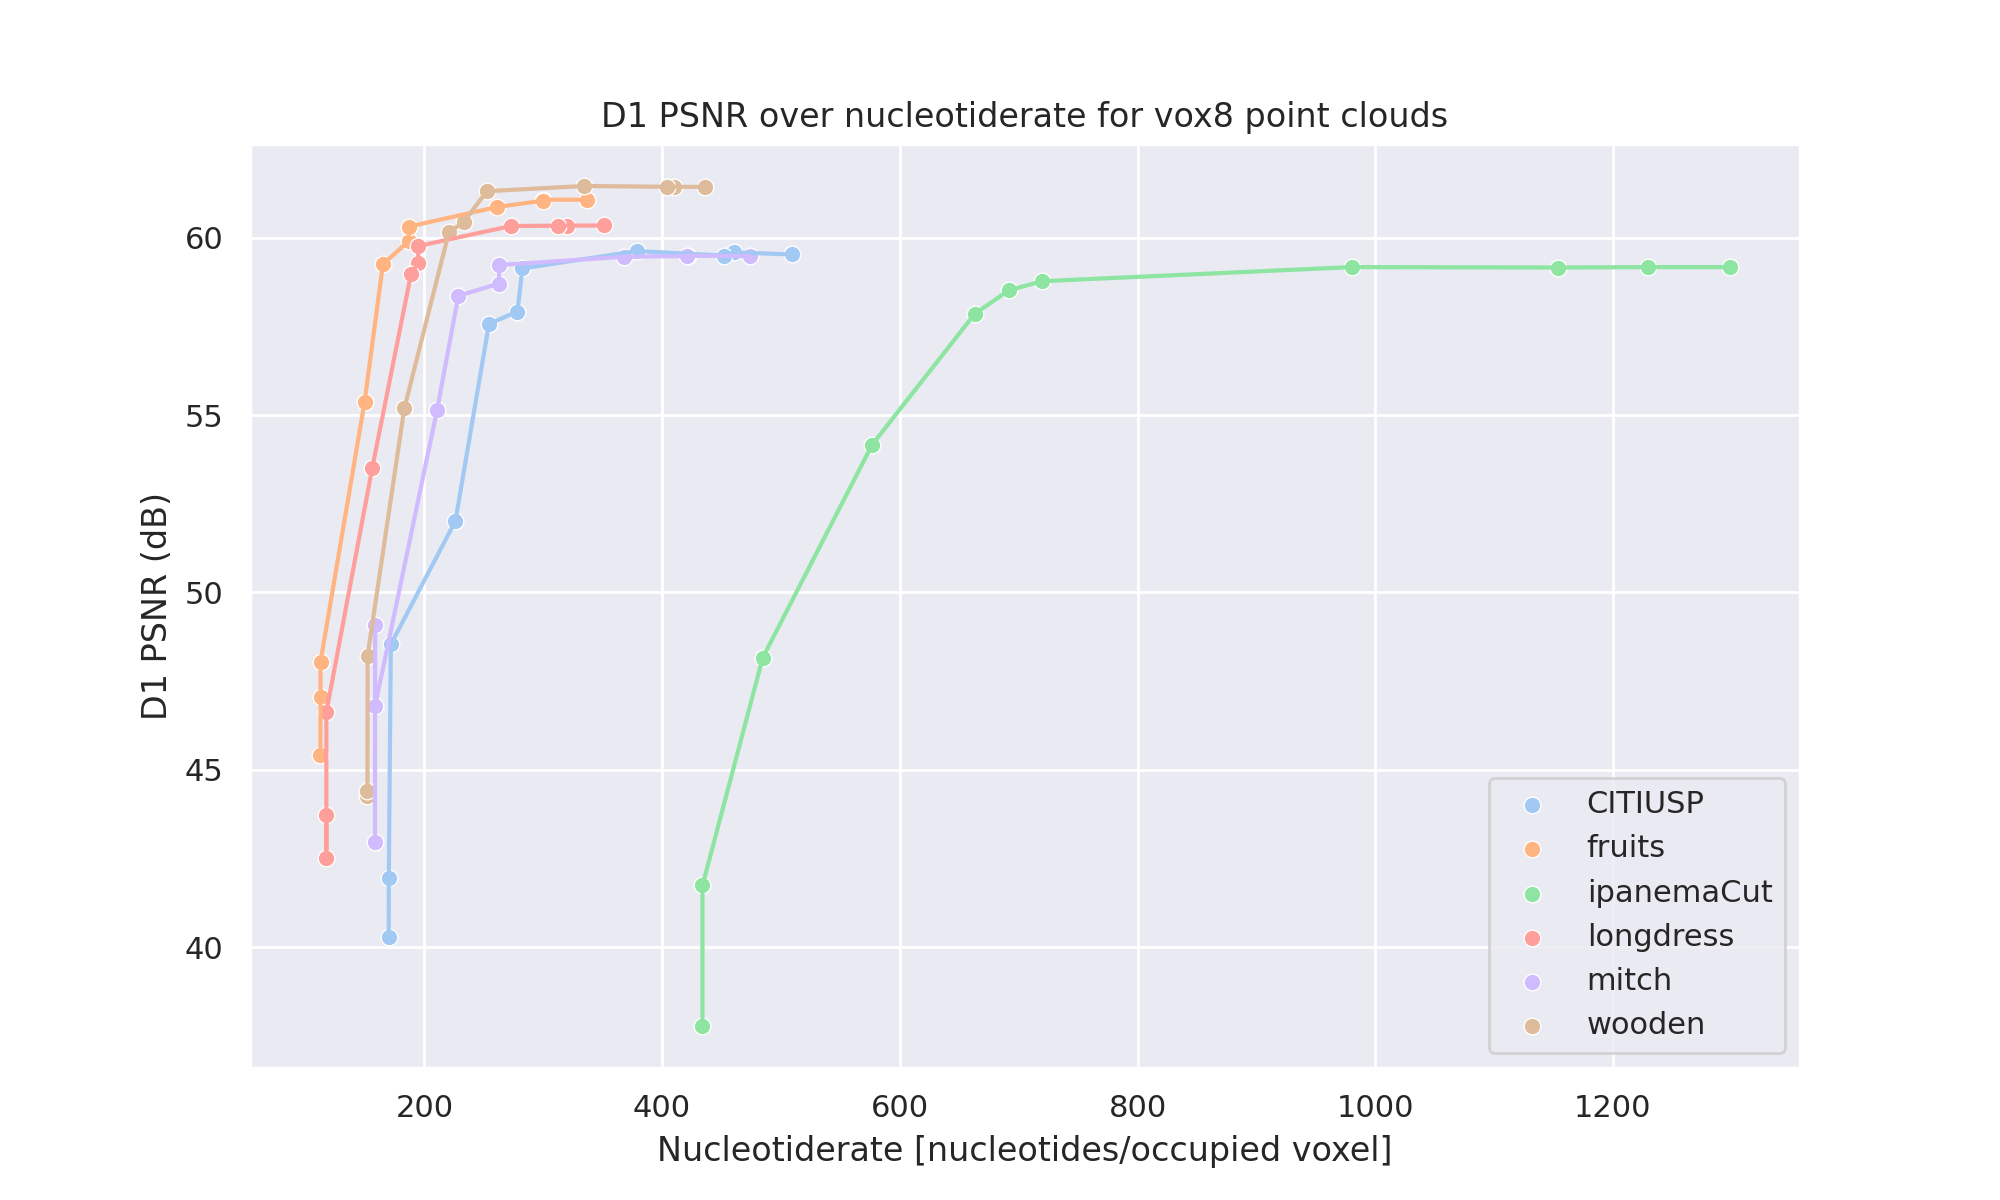 D1 PSNR over nucleotiderate for vox8 point clouds
D1 PSNR (dB)
60
55
50
45
40
200 400 600 800 1000 1200
Nucleotiderate [nucleotides/occupied voxel]
CITIUSP
fruits
ipanemaCut
longdress
mitch
wooden